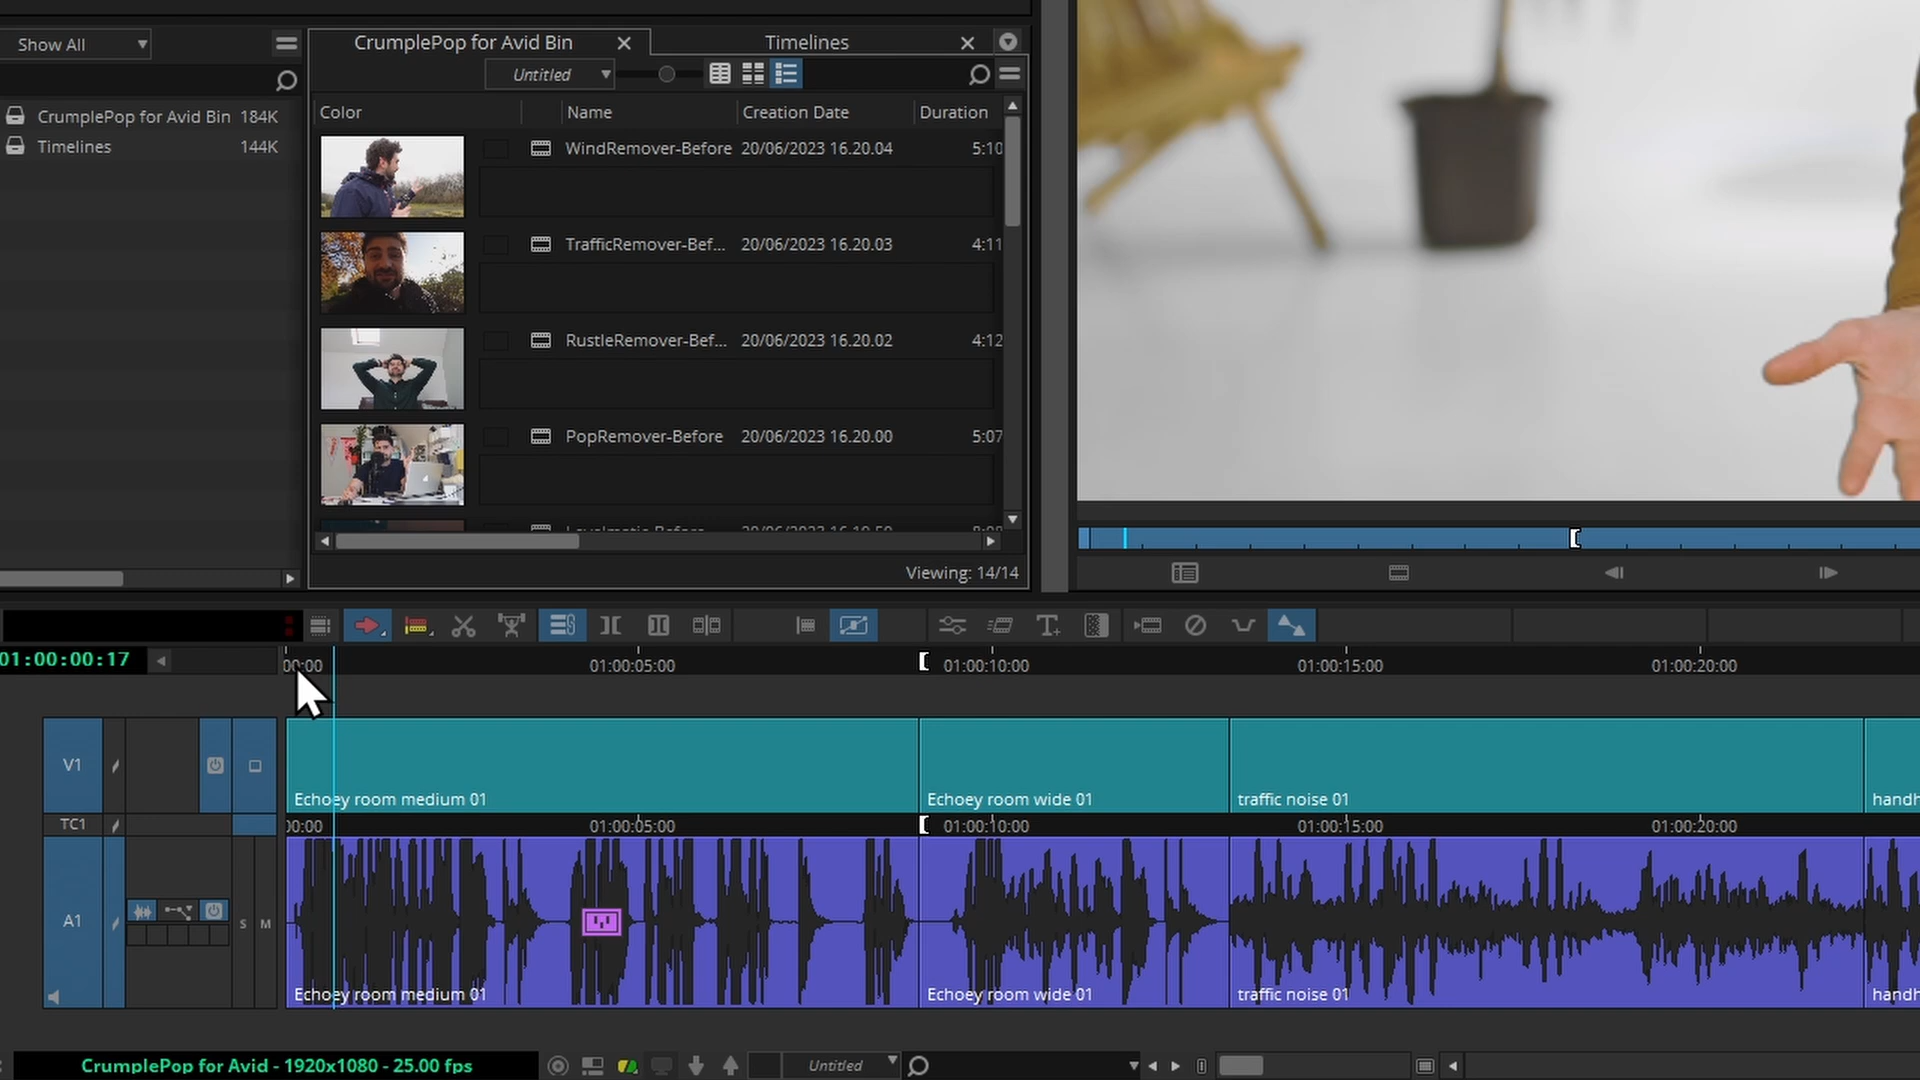 Show All
CrumplePop for Avid Bin
Timelines
Untitled
CrumplePop for Avid Bin 184K
Timelines 144K
Color Name Creation Date Duration
WindRemover-Before 20/06/2023 16.20.04 5:10
TrafficRemover-Bef... 20/06/2023 16.20.03 4:11
RustleRemover-Bef... 20/06/2023 16.20.02 4:12
PopRemover-Before 20/06/2023 16.20.00 5:07
Viewing: 14/14
01:00:00:17
00:00 01:00:05:00 01:00:10:00 01:00:15:00 01:00:20:00
V1
Echoey room medium 01 Echoey room wide 01 traffic noise 01 handh
TC1
00:00 01:00:05:00 01:00:10:00 01:00:15:00 01:00:20:00
A1 S M
Echoey room medium 01 Echoey room wide 01 traffic noise 01 handh
CrumplePop for Avid - 1920x1080 - 25.00 fps
Untitled